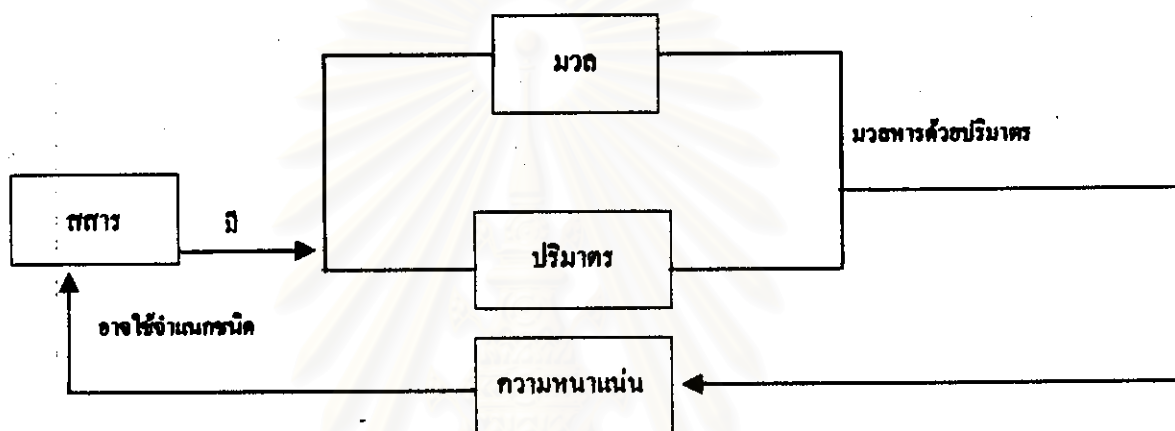 มวล
มวลหารด้วยปริมาตร
สสาร
มี
ปริมาตร
อาจใช้จำแนกชนิด
ความหนาแน่น